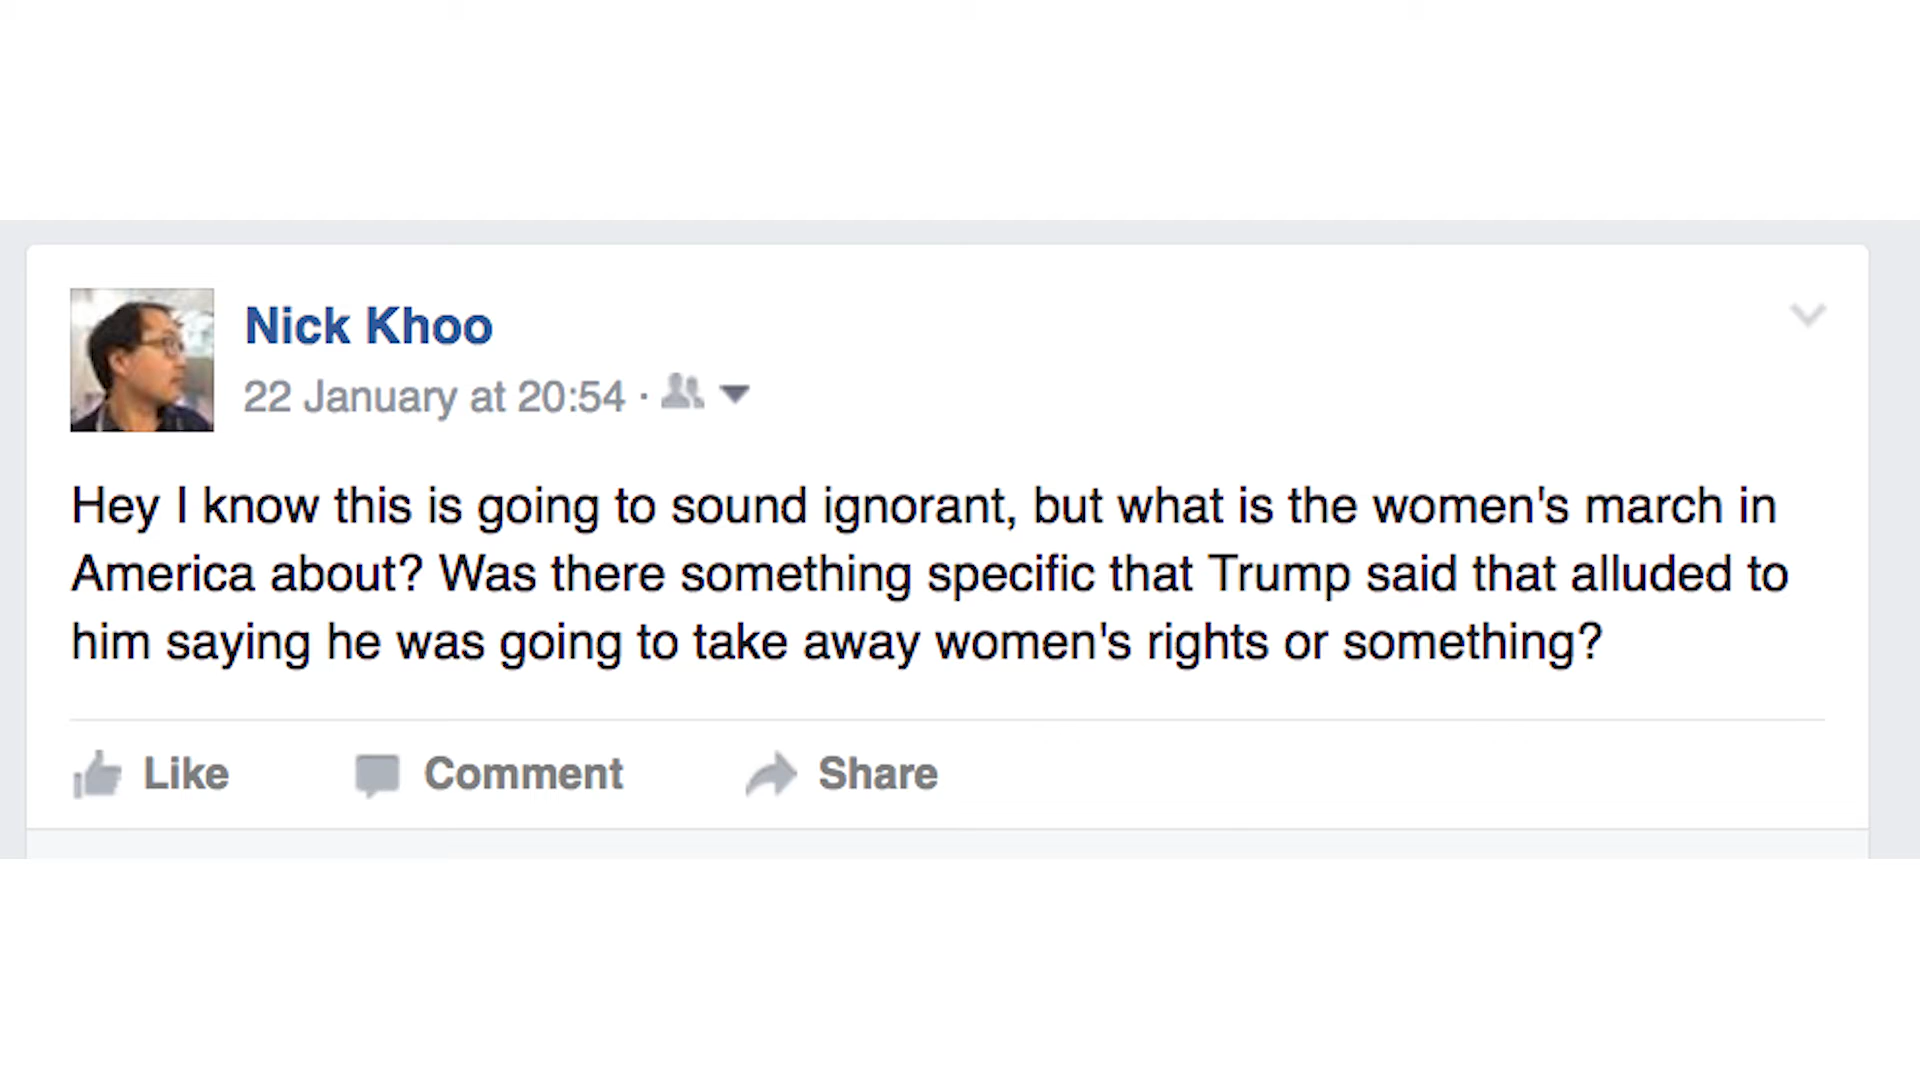 Nick Khoo
22 January at 20:54 ·
Hey I know this is going to sound ignorant, but what is the women's march in
America about? Was there something specific that Trump said that alluded to
him saying he was going to take away women's rights or something?
Like Comment Share